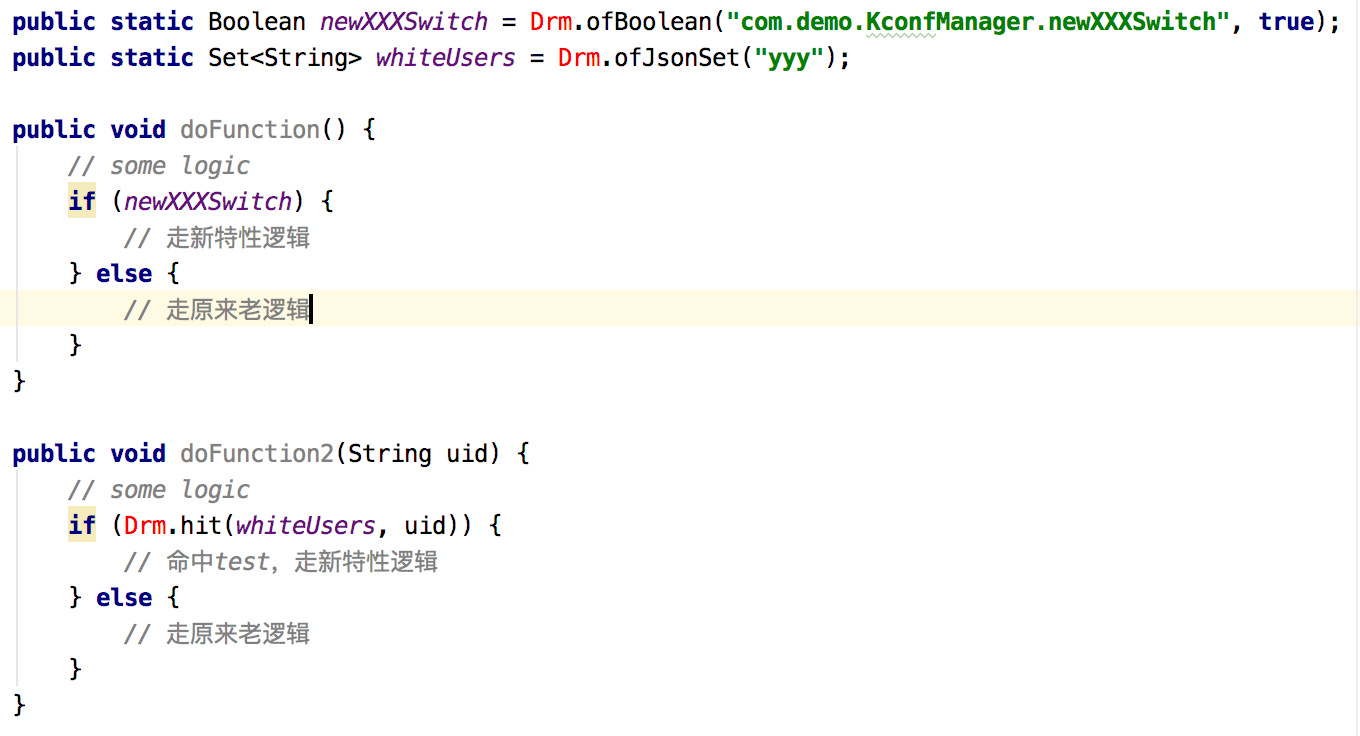 public static Boolean newXXXSwitch = Drm.ofBoolean("com.demo.KconfManager.newXXXSwitch", true);
public static Set<String> whiteUsers = Drm.ofJsonSet("yyy");
public void doFunction() {
// some logic
if (newXXXSwitch) {
// 走新特性逻辑
} else {
// 走原来老逻辑
}
}
public void doFunction2(String uid) {
// some logic
if (Drm.hit(whiteUsers, uid)) {
// 命中test，走新特性逻辑
} else {
// 走原来老逻辑
}
}